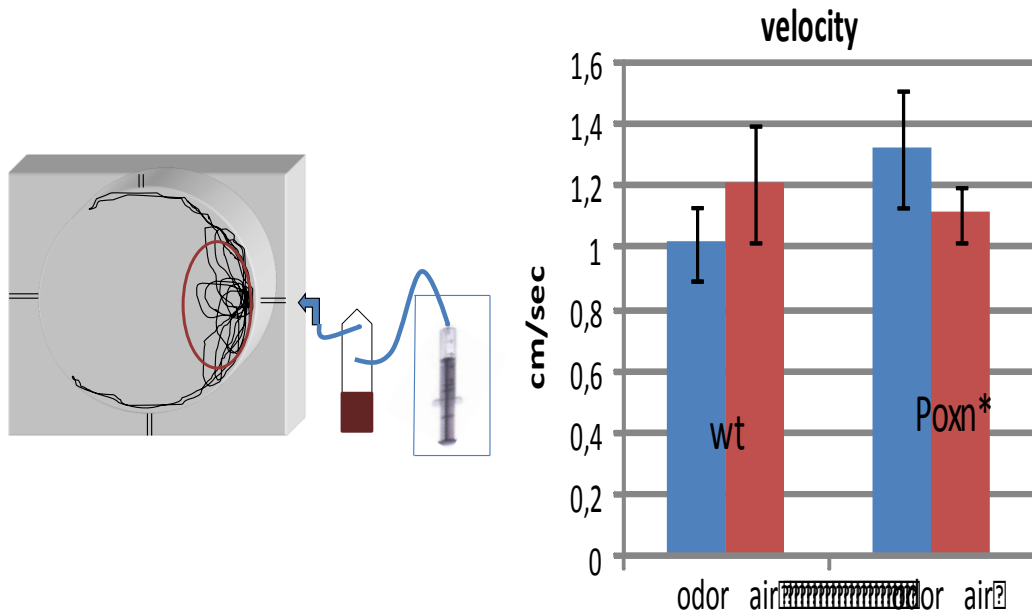 velocity
1,6
1,4
1,2
1
0,8
0,6
0,4
0,2
0
cm/sec
wt
Poxn*
odor air odor air